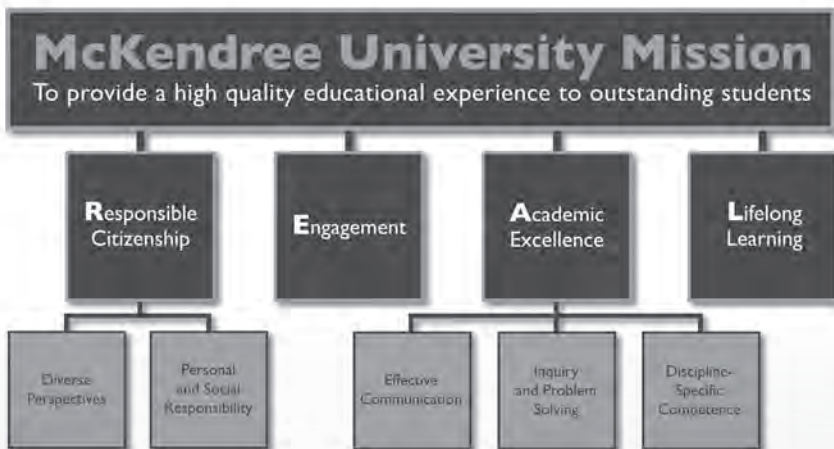 McKendree University Mission
To provide a high quality educational experience to outstanding students
Responsible
Citizenship
Engagement
Academic
Excellence
Lifelong
Learning
Diverse
Perspectives
Personal
and Social
Responsibility
Effective
Communication
Inquiry
and Problem
Solving
Discipline-
Specific
Competence